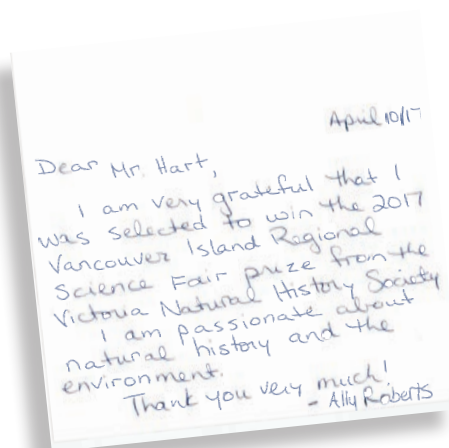 April 10/17
Dear Mr. Hart,
I am very grateful that I
was selected to win the 2017
Vancouver Island Regional
Science Fair prize from the
Victoria Natural History Society
I am passionate about
natural history and the
environment.
Thank you very much!
- Ally Roberts